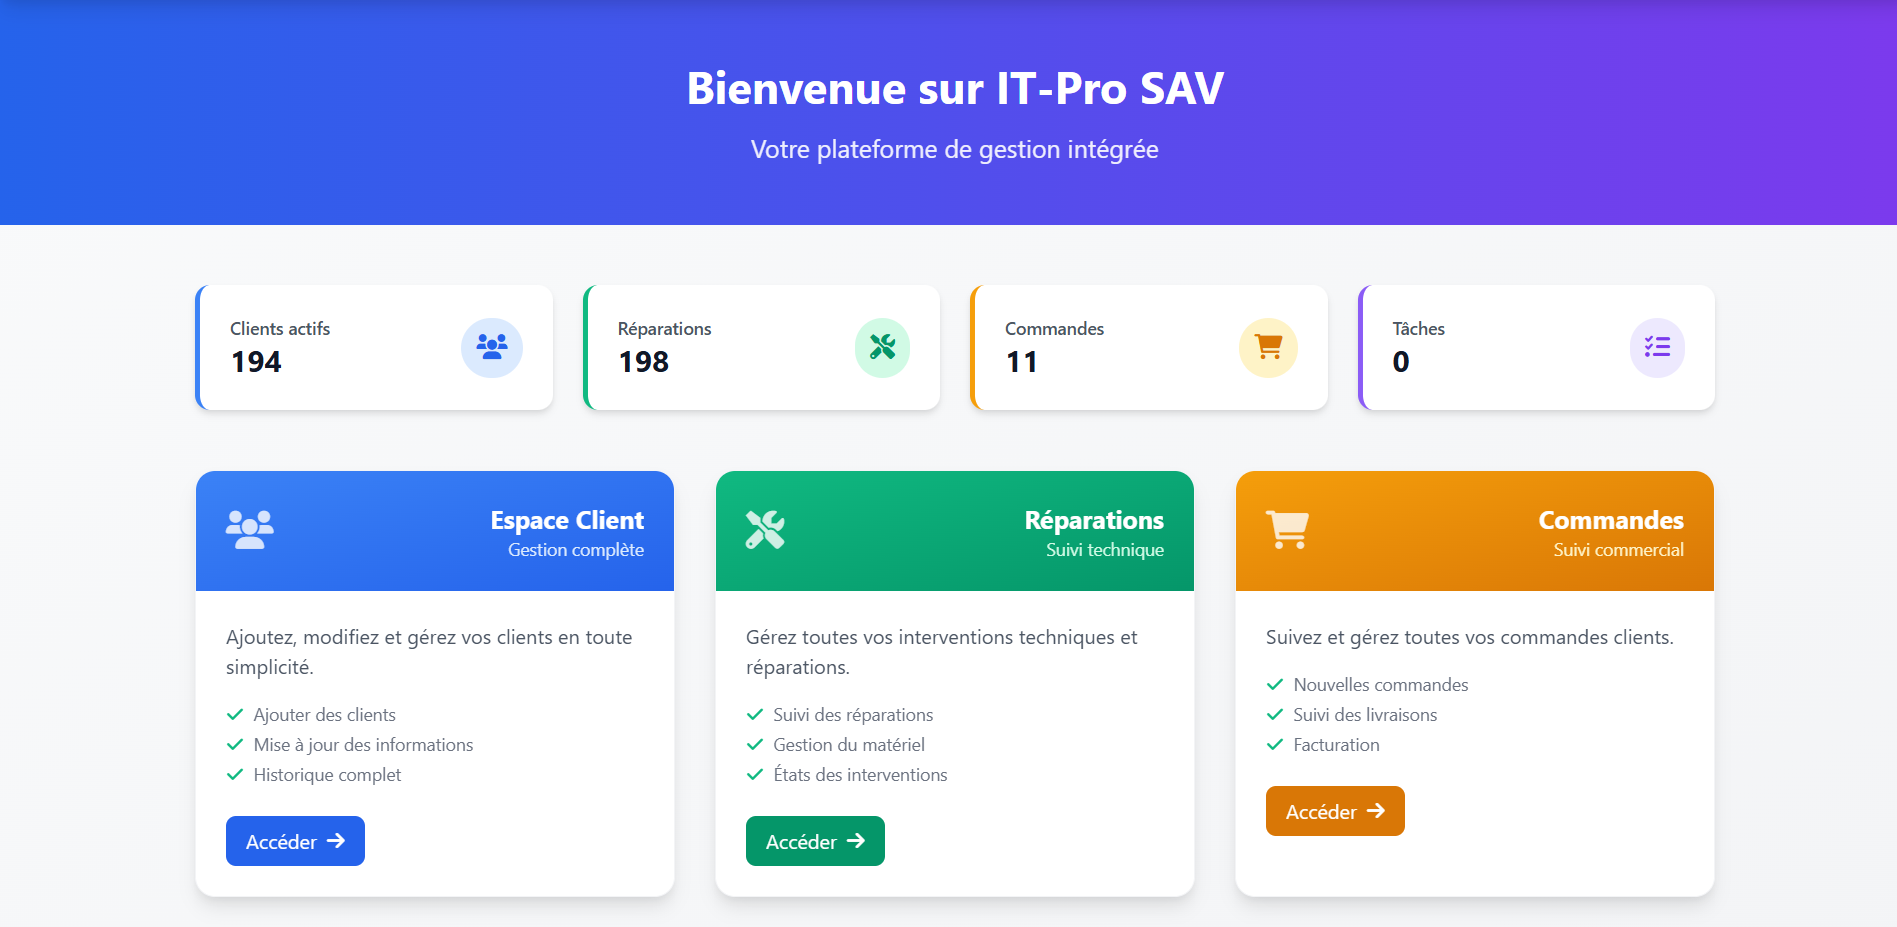 Bienvenue sur IT-Pro SAV
Votre plateforme de gestion intégrée
Clients actifs
194
Réparations
198
Commandes
11
Tâches
0
Espace Client
Gestion complète
Ajoutez, modifiez et gérez vos clients en toute
simplicité.
Ajouter des clients
Mise à jour des informations
Historique complet
Accéder
Réparations
Suivi technique
Gérez toutes vos interventions techniques et
réparations.
Suivi des réparations
Gestion du matériel
États des interventions
Accéder
Commandes
Suivi commercial
Suivez et gérez toutes vos commandes clients.
Nouvelles commandes
Suivi des livraisons
Facturation
Accéder